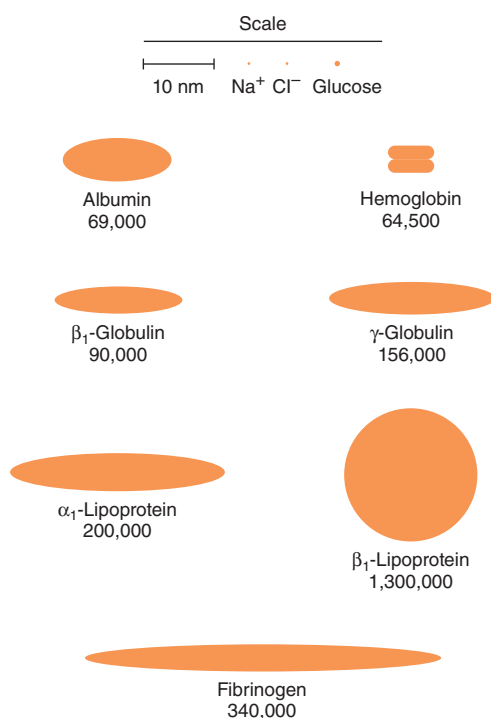 Scale
10 nm Na⁺ Cl⁻ Glucose
Albumin
69,000
Hemoglobin
64,500
β₁-Globulin
90,000
γ-Globulin
156,000
α₁-Lipoprotein
200,000
β₁-Lipoprotein
1,300,000
Fibrinogen
340,000